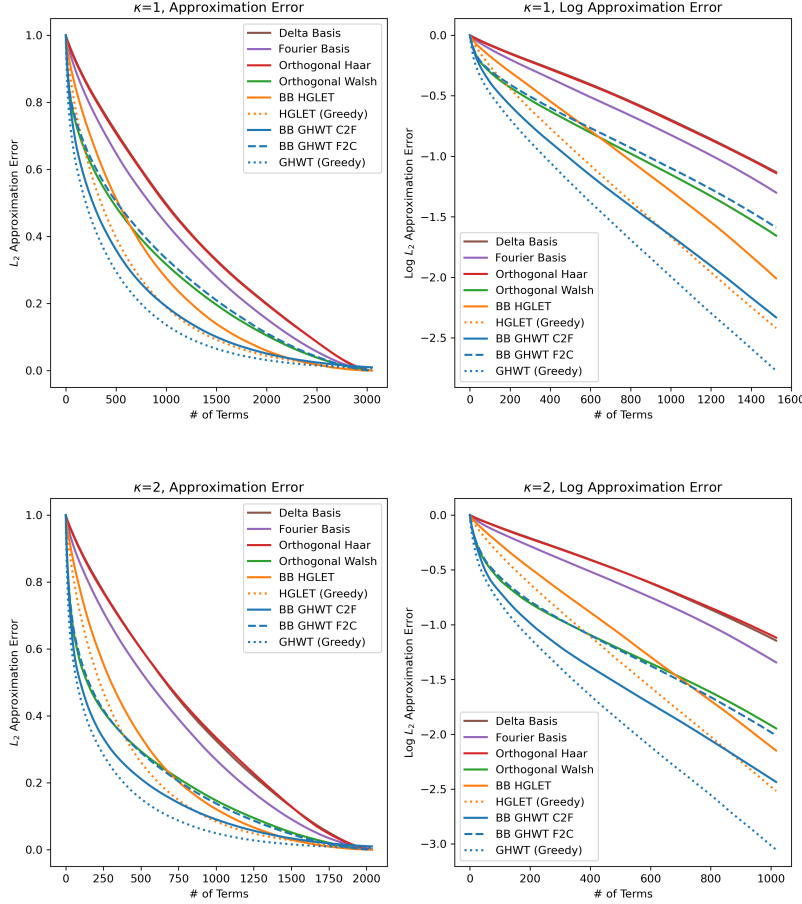 κ=1, Approximation Error
1.0
0.8
0.6
0.4
0.2
0.0
L2 Approximation Error
0 500 1000 1500 2000 2500 3000
# of Terms
Delta Basis
Fourier Basis
Orthogonal Haar
Orthogonal Walsh
BB HGLET
HGLET (Greedy)
BB GHWT C2F
BB GHWT F2C
GHWT (Greedy)
κ=1, Log Approximation Error
0.0
−0.5
−1.0
−1.5
−2.0
−2.5
Log L2 Approximation Error
0 200 400 600 800 1000 1200 1400 1600
# of Terms
Delta Basis
Fourier Basis
Orthogonal Haar
Orthogonal Walsh
BB HGLET
HGLET (Greedy)
BB GHWT C2F
BB GHWT F2C
GHWT (Greedy)
κ=2, Approximation Error
1.0
0.8
0.6
0.4
0.2
0.0
L2 Approximation Error
0 250 500 750 1000 1250 1500 1750 2000
# of Terms
Delta Basis
Fourier Basis
Orthogonal Haar
Orthogonal Walsh
BB HGLET
HGLET (Greedy)
BB GHWT C2F
BB GHWT F2C
GHWT (Greedy)
κ=2, Log Approximation Error
0.0
−0.5
−1.0
−1.5
−2.0
−2.5
−3.0
Log L2 Approximation Error
0 200 400 600 800 1000
# of Terms
Delta Basis
Fourier Basis
Orthogonal Haar
Orthogonal Walsh
BB HGLET
HGLET (Greedy)
BB GHWT C2F
BB GHWT F2C
GHWT (Greedy)